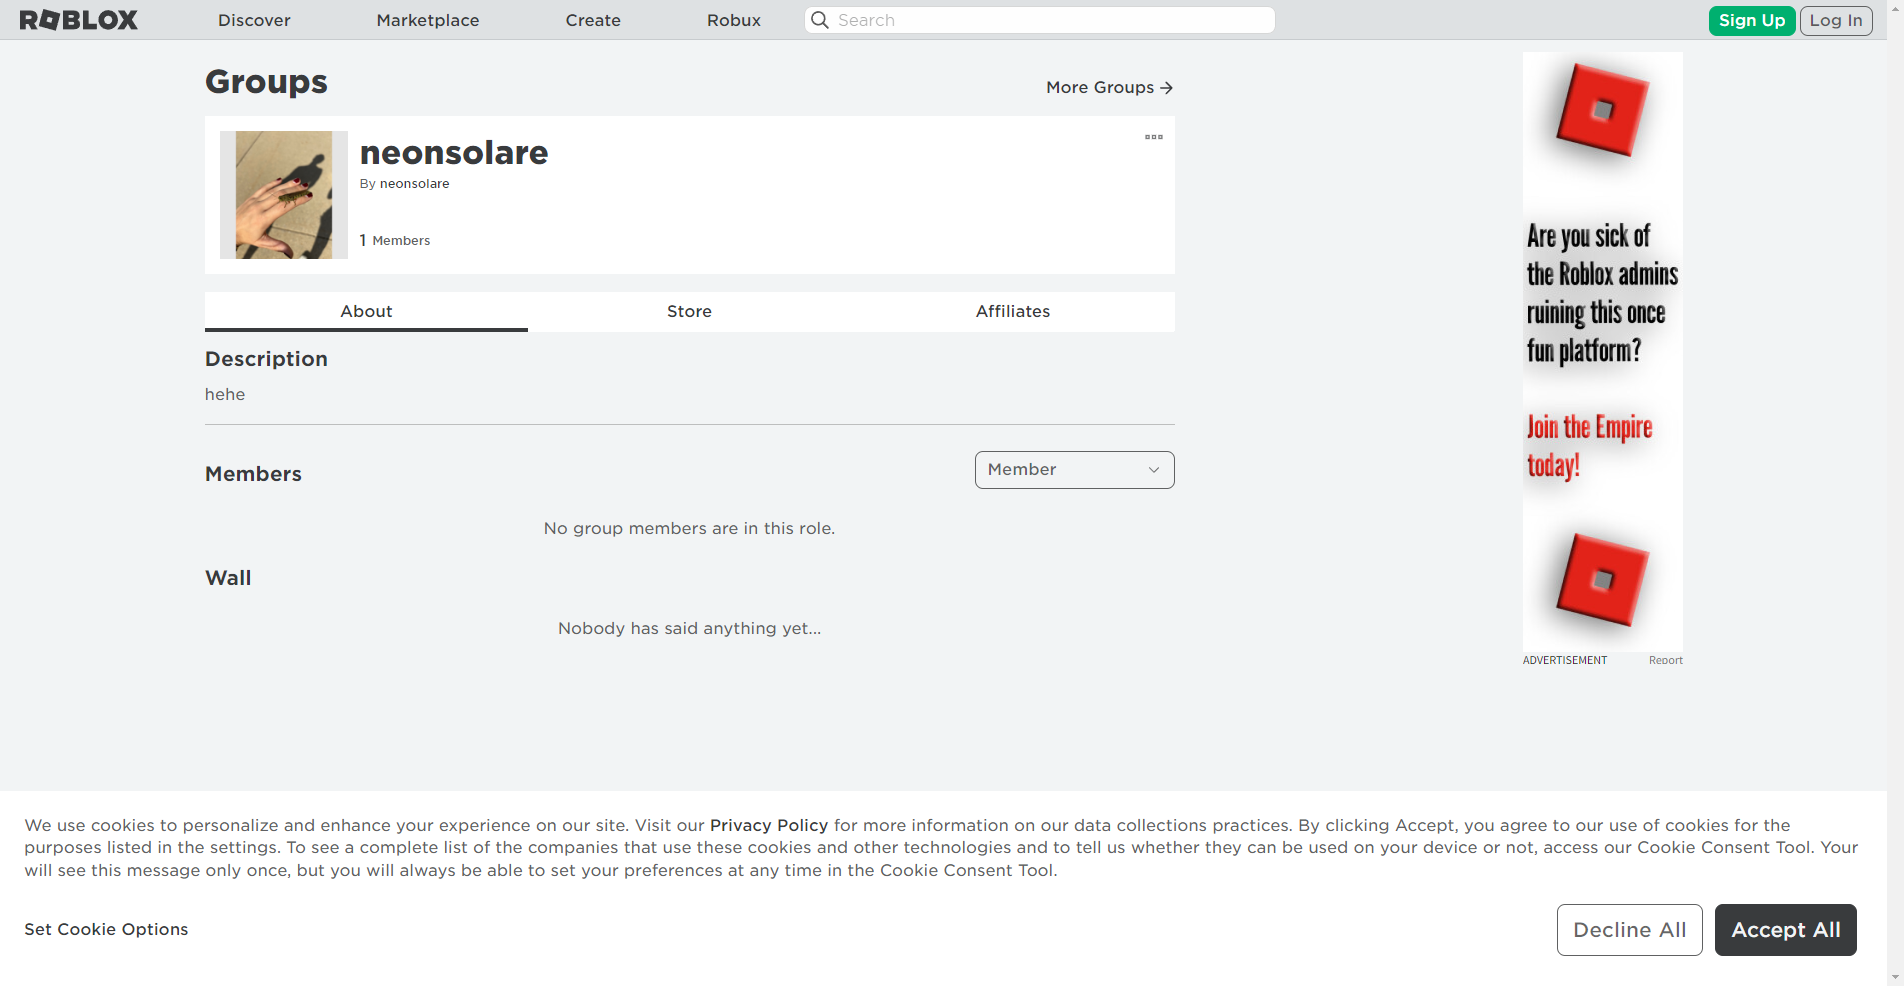 ROBLOX
Discover
Marketplace
Create
Robux
Search
Sign Up
Log In
Groups
More Groups
neonsolare
By neonsolare
1 Members
About
Store
Affiliates
Description
hehe
Members
Member
No group members are in this role.
Wall
Nobody has said anything yet...
Are you sick of
the Roblox admins
ruining this once
fun platform?
Join the Empire
today!
ADVERTISEMENT
Report
We use cookies to personalize and enhance your experience on our site. Visit our Privacy Policy for more information on our data collections practices. By clicking Accept, you agree to our use of cookies for the
purposes listed in the settings. To see a complete list of the companies that use these cookies and other technologies and to tell us whether they can be used on your device or not, access our Cookie Consent Tool. Your
will see this message only once, but you will always be able to set your preferences at any time in the Cookie Consent Tool.
Set Cookie Options
Decline All
Accept All